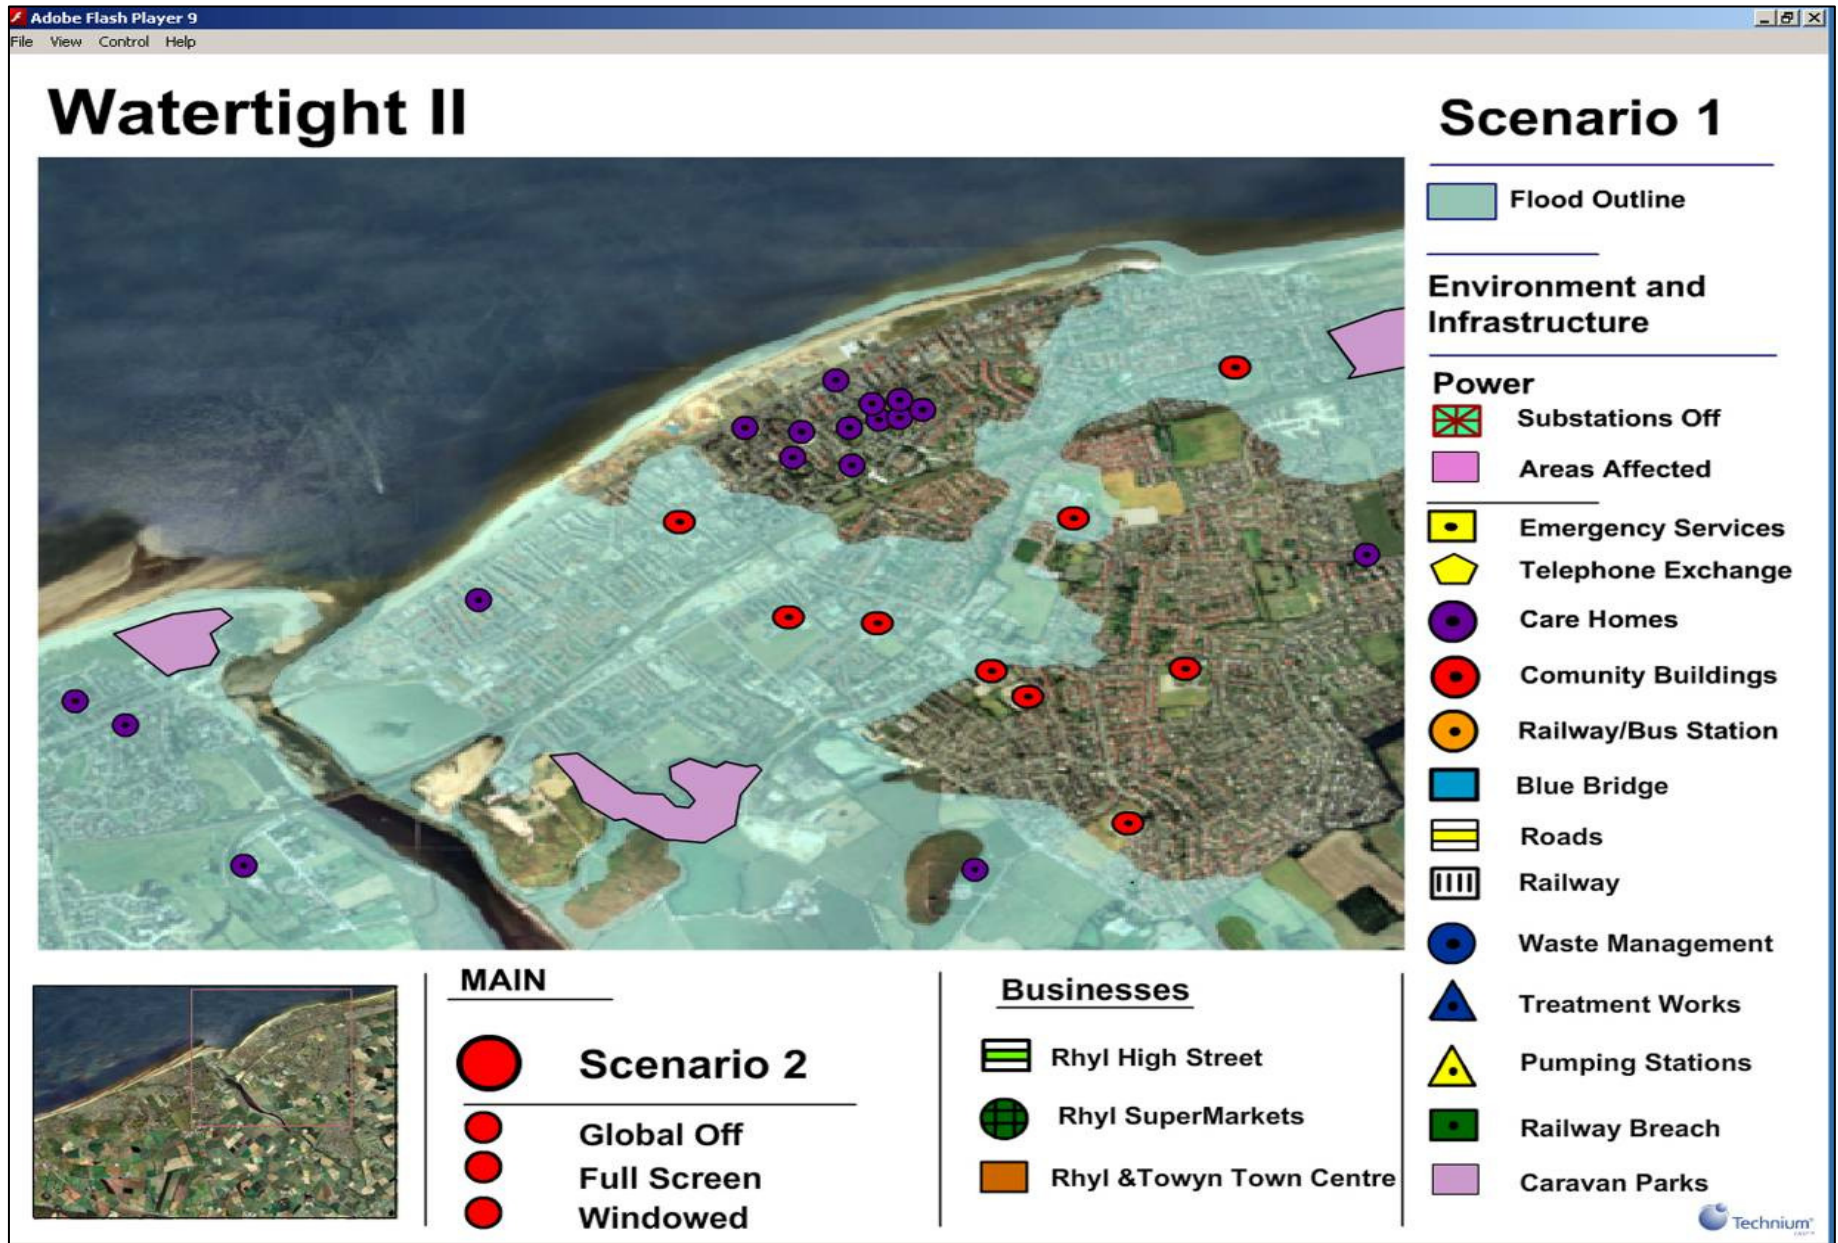 Adobe Flash Player 9
File View Control Help
Watertight II
Scenario 1
Flood Outline
Environment and
Infrastructure
Power
Substations Off
Areas Affected
Emergency Services
Telephone Exchange
Care Homes
Comunity Buildings
Railway/Bus Station
Blue Bridge
Roads
Railway
Waste Management
Treatment Works
Pumping Stations
Railway Breach
Caravan Parks
MAIN
Scenario 2
Global Off
Full Screen
Windowed
Businesses
Rhyl High Street
Rhyl SuperMarkets
Rhyl &Towyn Town Centre
Technium